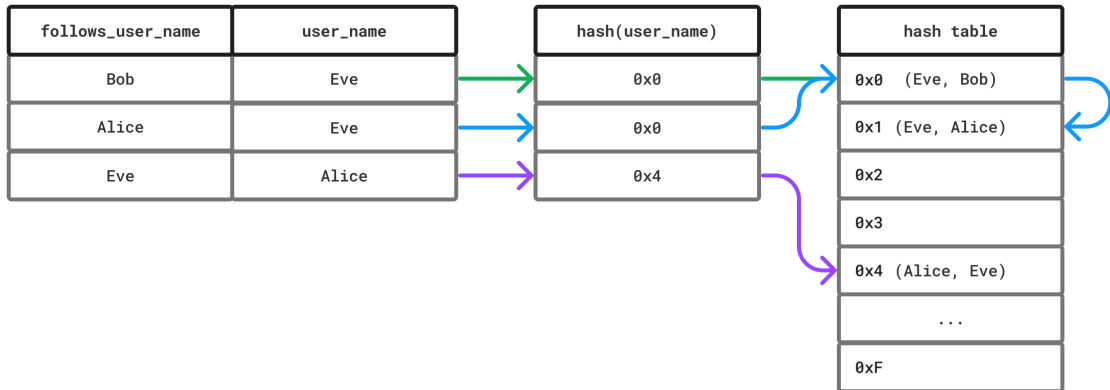 follows_user_name user_name hash(user_name) hash table
Bob Eve 0x0 0x0 (Eve, Bob)
Alice Eve 0x0 0x1 (Eve, Alice)
Eve Alice 0x4 0x2
0x3
0x4 (Alice, Eve)
...
0xF